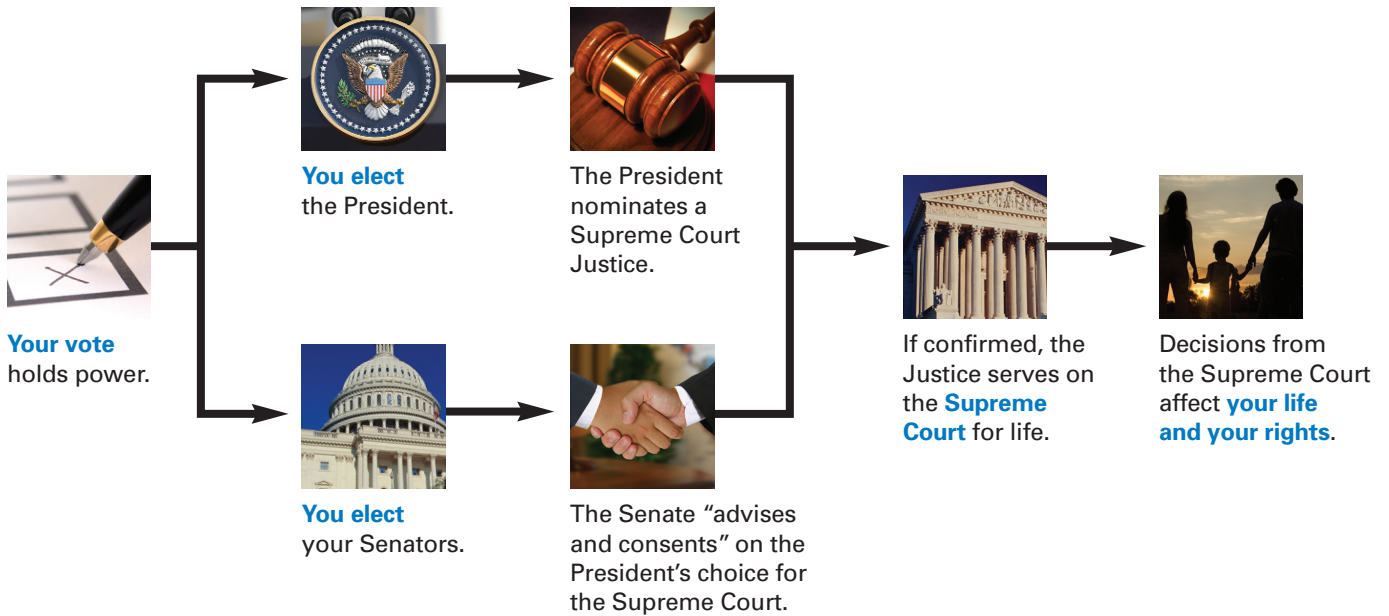 Your vote
holds power.
You elect
the President.
The President
nominates a
Supreme Court
Justice.
You elect
your Senators.
The Senate “advises
and consents” on the
President’s choice for
the Supreme Court.
If confirmed, the
Justice serves on
the Supreme
Court for life.
Decisions from
the Supreme Court
affect your life
and your rights.